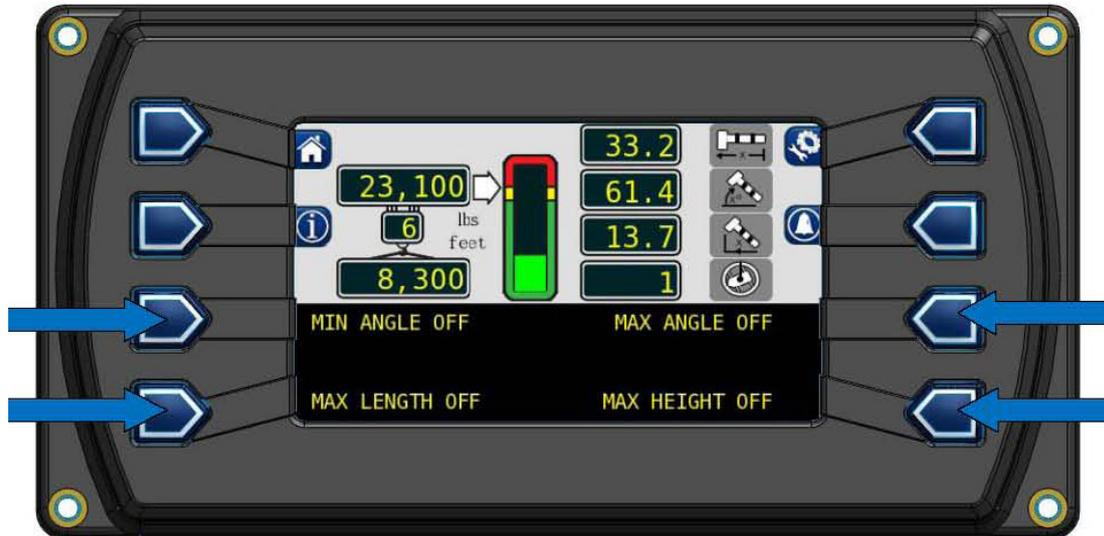 33.2
23,100
61.4
6
lbs
feet
13.7
8,300
1
MIN ANGLE OFF
MAX ANGLE OFF
MAX LENGTH OFF
MAX HEIGHT OFF